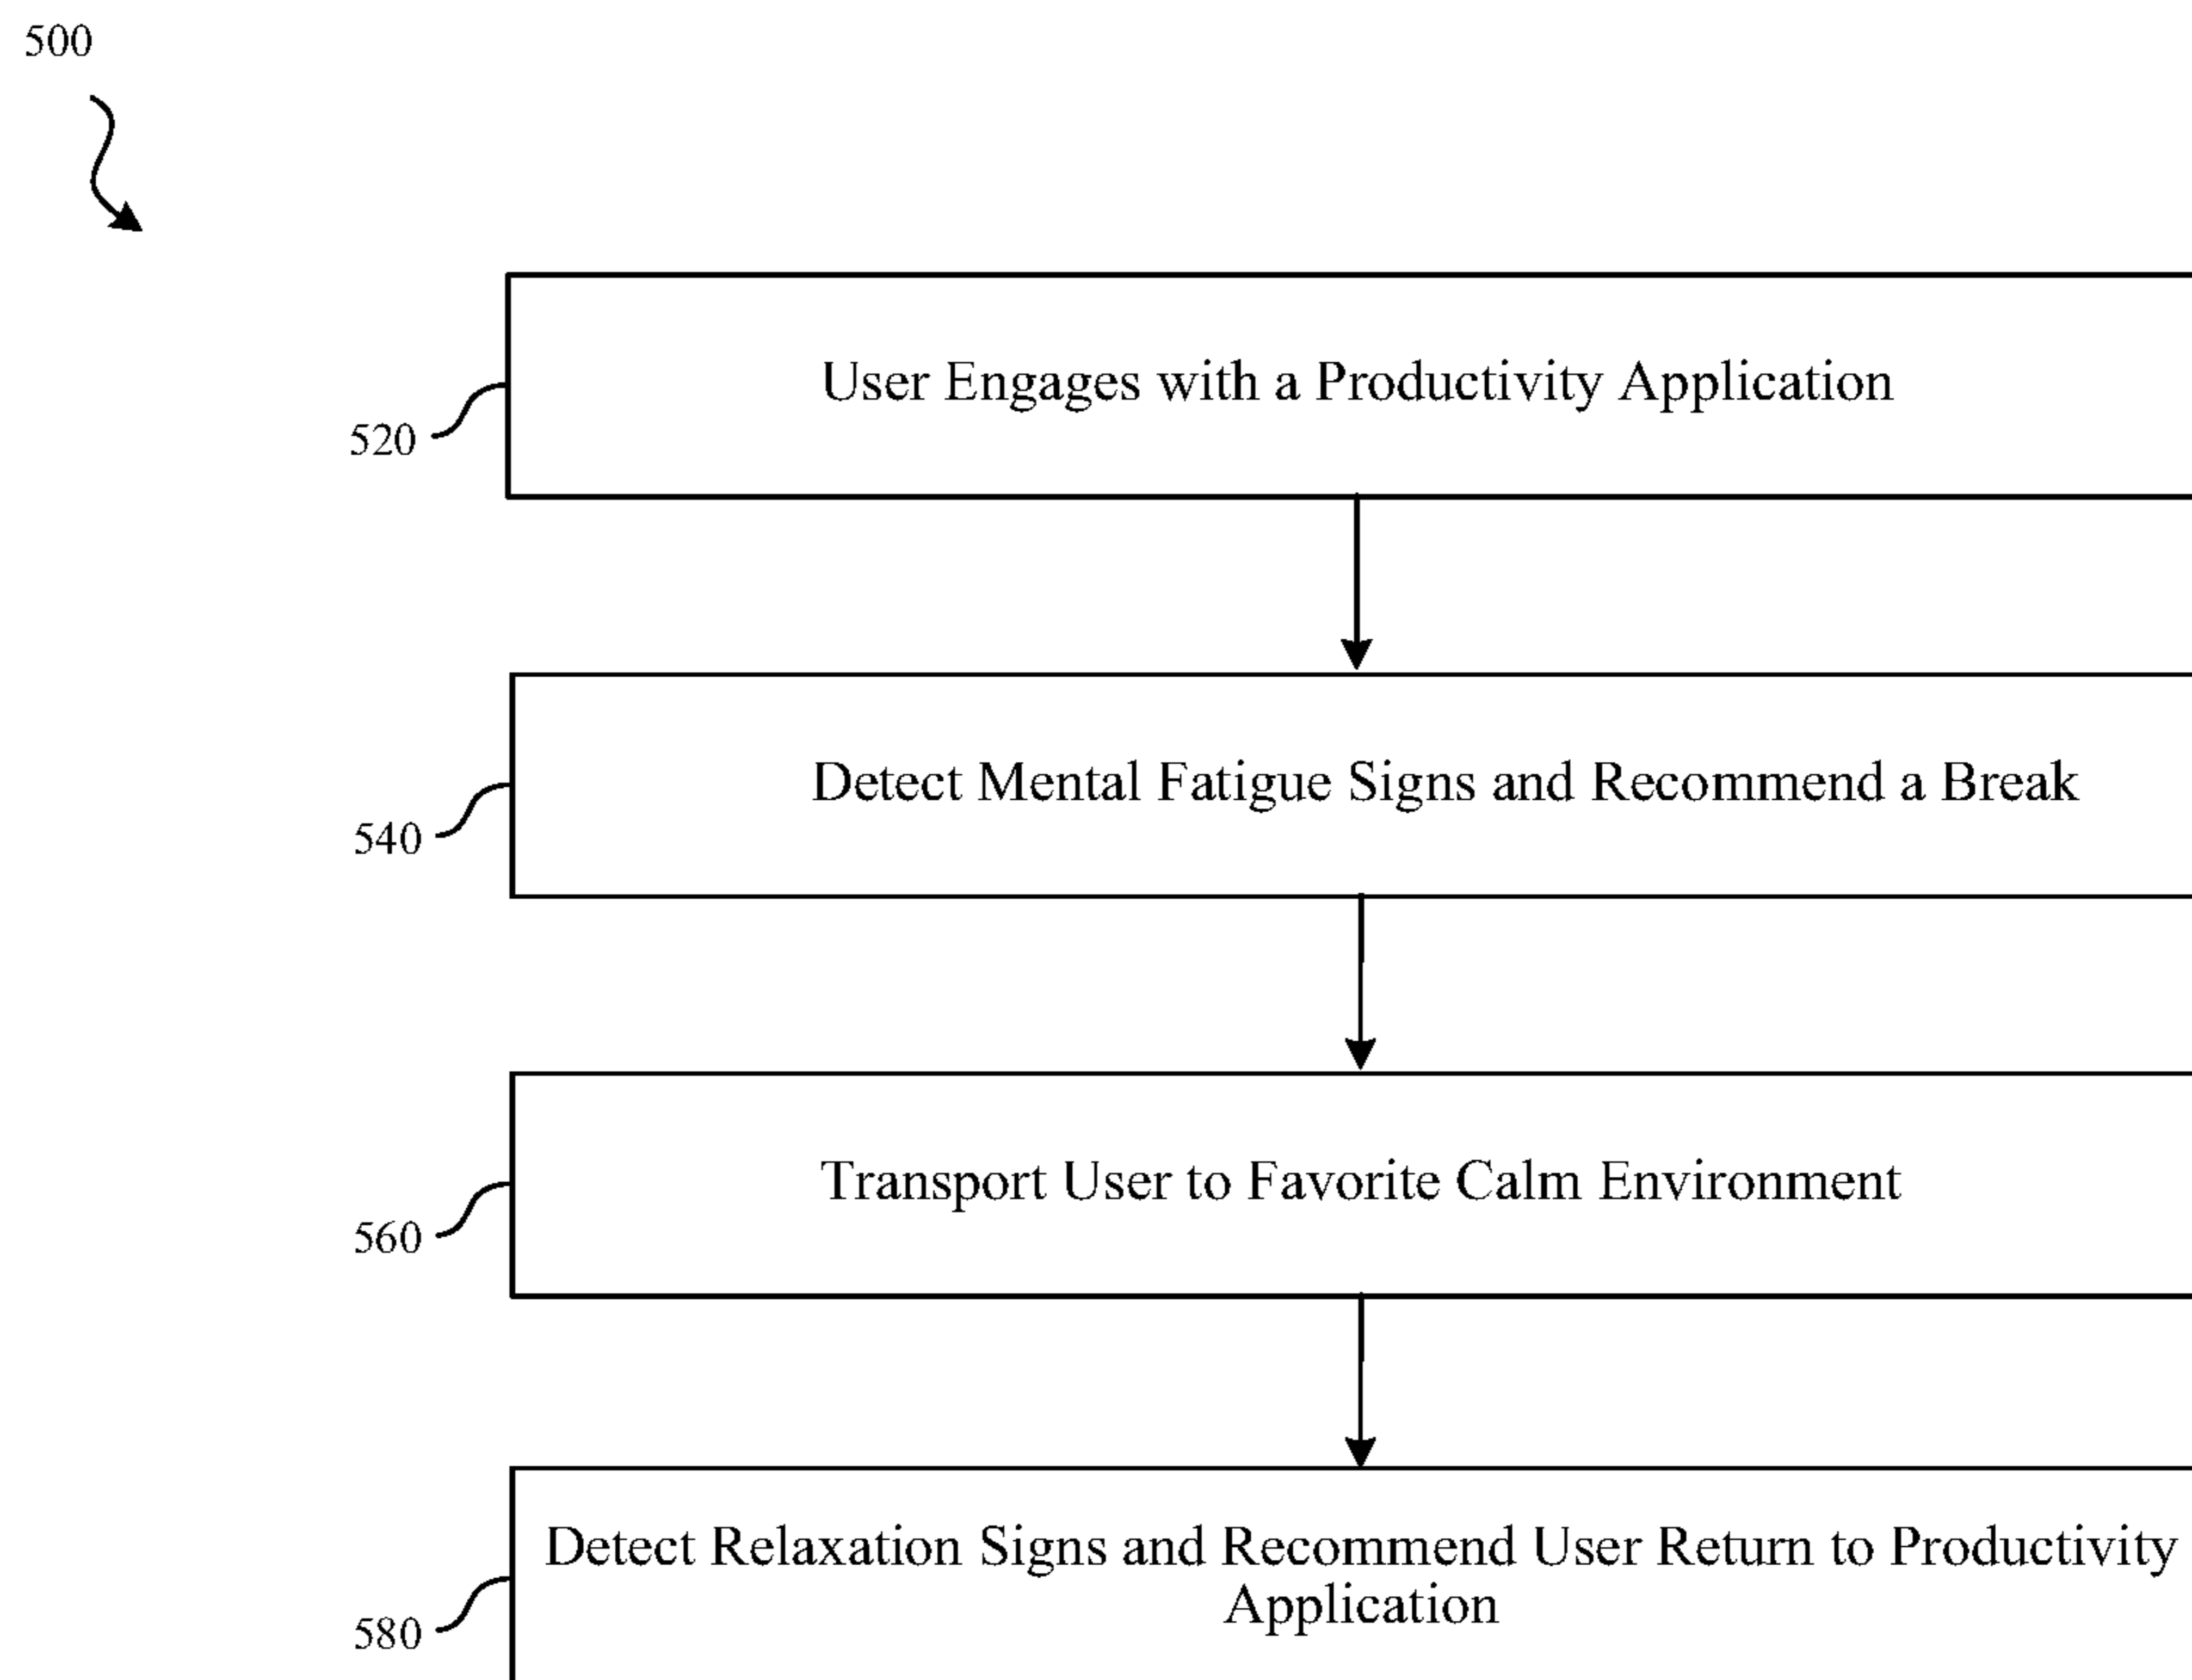 500
User Engages with a Productivity Application
520
Detect Mental Fatigue Signs and Recommend a Break
540
Transport User to Favorite Calm Environment
560
Detect Relaxation Signs and Recommend User Return to Productivity
Application
580